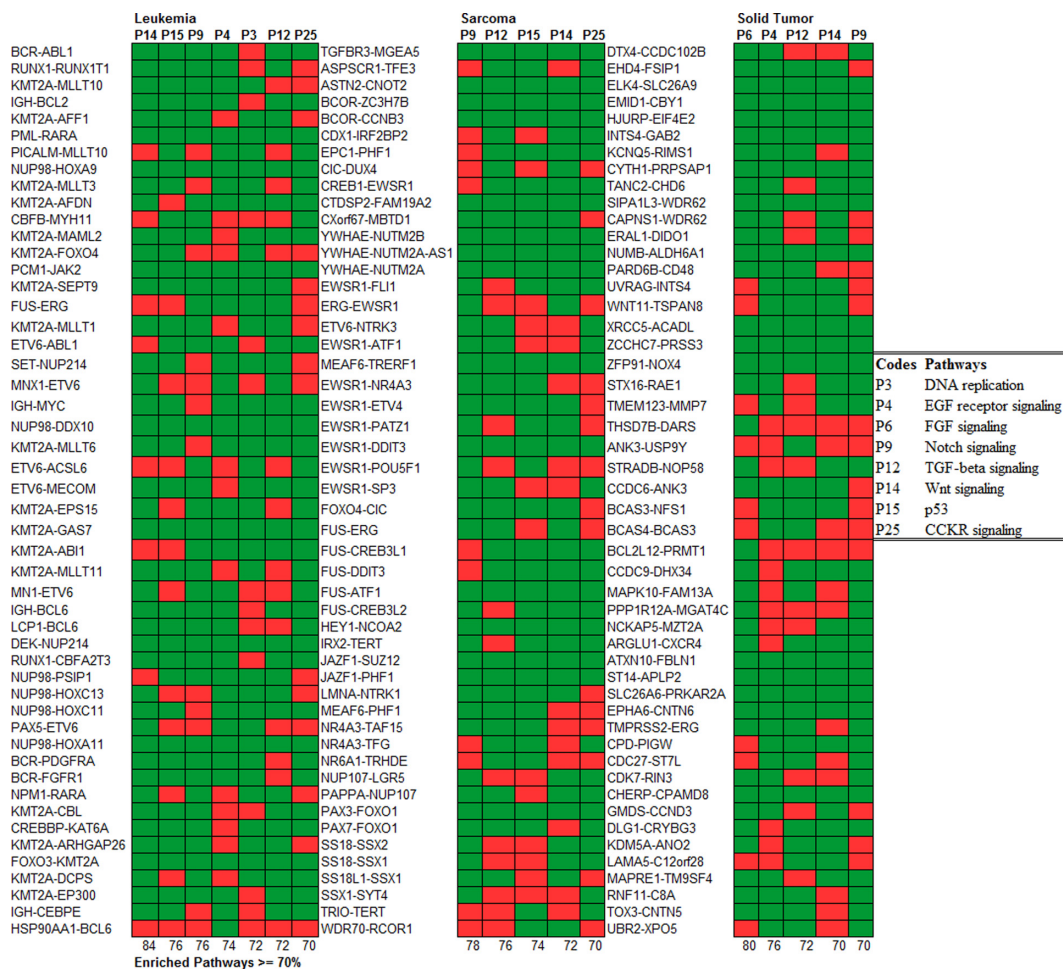 Leukemia Sarcoma Solid Tumor
P14 P15 P9 P4 P3 P12 P25 P9 P12 P15 P14 P25 P6 P4 P12 P14 P9
BCR-ABL1 TGFBR3-MGEA5 DTX4-CCDC102B
RUNX1-RUNX1T1 ASPSCR1-TFE3 EHD4-FSIP1
KMT2A-MLLT10 ASTN2-CNOT2 ELK4-SLC26A9
IGH-BCL2 BCOR-ZC3H7B EMID1-CBY1
KMT2A-AFF1 BCOR-CCNB3 HJURP-EIF4E2
PML-RARA CDX1-IRF2BP2 INTS4-GAB2
PICALM-MLLT10 EPC1-PHF1 KCNQ5-RIMS1
NUP98-HOXA9 CIC-DUX4 CYTH1-PRPSAP1
KMT2A-MLLT3 CREB1-EWSR1 TANC2-CHD6
KMT2A-AFDN CTDSP2-FAM19A2 SIPA1L3-WDR62
CBFB-MYH11 CXorf67-MBTD1 CAPNS1-WDR62
KMT2A-MAML2 YWHAE-NUTM2B ERAL1-DIDO1
KMT2A-FOXO4 YWHAE-NUTM2A-AS1 NUMB-ALDH6A1
PCM1-JAK2 YWHAE-NUTM2A PARD6B-CD48
KMT2A-SEPT9 EWSR1-FLI1 UVRAG-INTS4
FUS-ERG ERG-EWSR1 WNT11-TSPAN8
KMT2A-MLLT1 ETV6-NTRK3 XRCC5-ACADL
ETV6-ABL1 EWSR1-ATF1 ZCCHC7-PRSS3
SET-NUP214 MEAF6-TRERF1 ZFP91-NOX4 Codes Pathways
MNX1-ETV6 EWSR1-NR4A3 STX16-RAE1 P3 DNA replication
IGH-MYC EWSR1-ETV4 TMEM123-MMP7 P4 EGF receptor signaling
NUP98-DDX10 EWSR1-PATZ1 THSD7B-DARS P6 FGF signaling
KMT2A-MLLT6 EWSR1-DDIT3 ANK3-USP9Y P9 Notch signaling
ETV6-ACSL6 EWSR1-POU5F1 STRADB-NOP58 P12 TGF-beta signaling
ETV6-MECOM EWSR1-SP3 CCDC6-ANK3 P14 Wnt signaling
KMT2A-EPS15 FOXO4-CIC BCAS3-NFS1 P15 p53
KMT2A-GAS7 FUS-ERG BCAS4-BCAS3 P25 CCKR signaling
KMT2A-ABI1 FUS-CREB3L1 BCL2L12-PRMT1
KMT2A-MLLT11 FUS-DDIT3 CCDC9-DHX34
MN1-ETV6 FUS-ATF1 MAPK10-FAM13A
IGH-BCL6 FUS-CREB3L2 PPP1R12A-MGAT4C
LCP1-BCL6 HEY1-NCOA2 NCKAP5-MZT2A
DEK-NUP214 IRX2-TERT ARGLU1-CXCR4
RUNX1-CBFA2T3 JAZF1-SUZ12 ATXN10-FBLN1
NUP98-PSIP1 JAZF1-PHF1 ST14-APLP2
NUP98-HOXC13 LMNA-NTRK1 SLC26A6-PRKAR2A
NUP98-HOXC11 MEAF6-PHF1 EPHA6-CNTN6
PAX5-ETV6 NR4A3-TAF15 TMPRSS2-ERG
NUP98-HOXA11 NR4A3-TFG CPD-PIGW
BCR-PDGFRA NR6A1-TRHDE CDC27-ST7L
BCR-FGFR1 NUP107-LGR5 CDK7-RIN3
NPM1-RARA PAPPA-NUP107 CHERP-CPAMD8
KMT2A-CBL PAX3-FOXO1 GMDS-CCND3
CREBBP-KAT6A PAX7-FOXO1 DLG1-CRYBG3
KMT2A-ARHGAP26 SS18-SSX2 KDM5A-ANO2
FOXO3-KMT2A SS18-SSX1 LAMA5-C12orf28
KMT2A-DCPS SS18L1-SSX1 MAPRE1-TM9SF4
KMT2A-EP300 SSX1-SYT4 RNF11-C8A
IGH-CEBPE TRIO-TERT TOX3-CNTN5
HSP90AA1-BCL6 WDR70-RCOR1 UBR2-XPO5
84 76 76 74 72 72 70 78 76 74 72 70 80 76 72 70 70
Enriched Pathways >= 70%